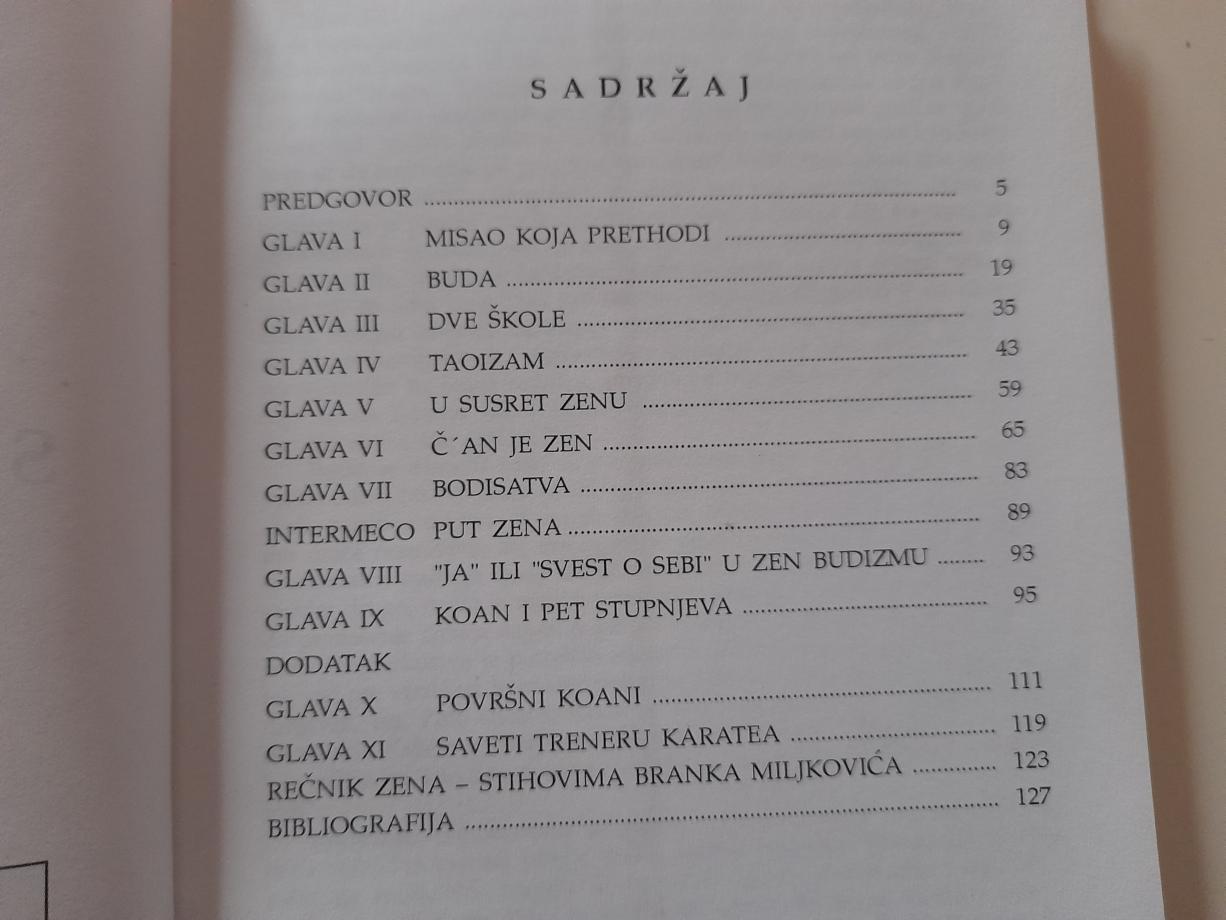 SADRŽAJ
PREDGOVOR ........ 5
GLAVA I MISAO KOJA PRETHODI ........ 9
GLAVA II BUDA ........ 19
GLAVA III DVE ŠKOLE ........ 35
GLAVA IV TAOIZAM ........ 43
GLAVA V U SUSRET ZENU ........ 59
GLAVA VI Č´AN JE ZEN ........ 65
GLAVA VII BODISATVA ........ 83
INTERMECO PUT ZENA ........ 89
GLAVA VIII "JA" ILI "SVEST O SEBI" U ZEN BUDIZMU ........ 93
GLAVA IX KOAN I PET STUPNJEVA ........ 95
DODATAK
GLAVA X POVRŠNI KOANI ........ 111
GLAVA XI SAVETI TRENERU KARATEA ........ 119
REČNIK ZENA – STIHOVIMA BRANKA MILJKOVIĆA ........ 123
BIBLIOGRAFIJA ........ 127